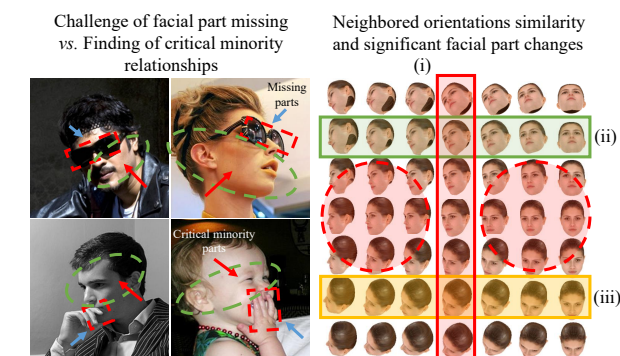 Challenge of facial part missing
vs. Finding of critical minority
relationships
Neighbored orientations similarity
and significant facial part changes
(i)
Missing
parts
(ii)
Critical minority
parts
(iii)